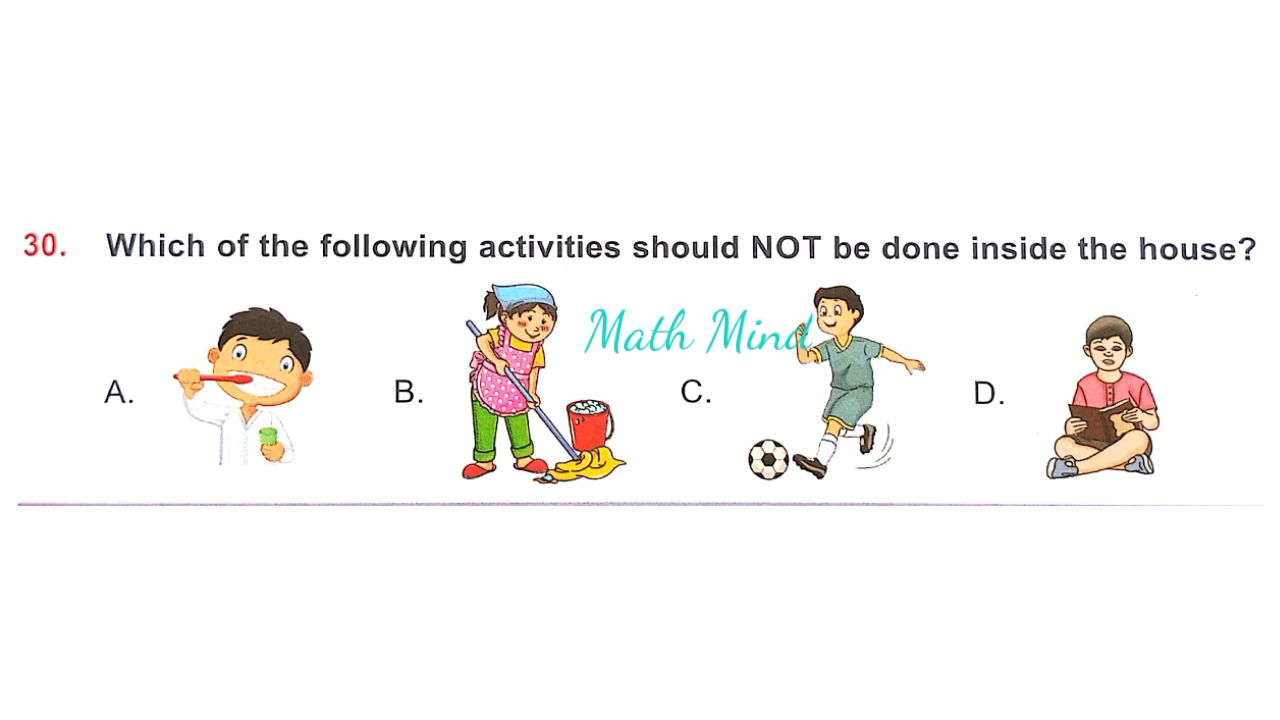 30. Which of the following activities should NOT be done inside the house?
Math Mind
A. B. C. D.